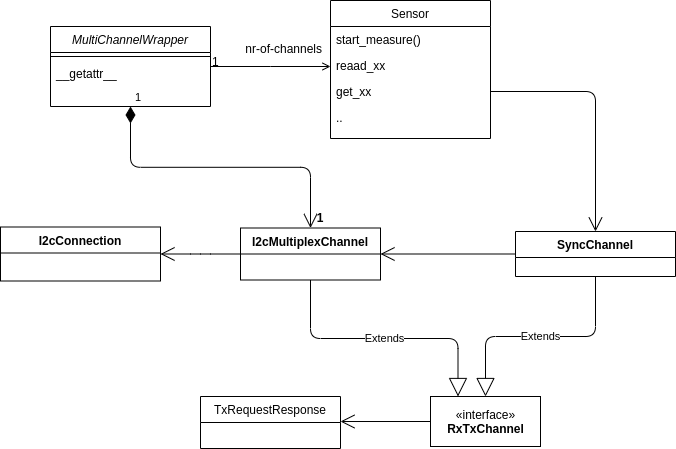 Sensor
MultiChannelWrapper
start_measure()
nr-of-channels
1
reaad_xx
__getattr__
get_xx
1
..
1
I2cConnection
I2cMultiplexChannel
SyncChannel
Extends
Extends
TxRequestResponse
«interface»
RxTxChannel